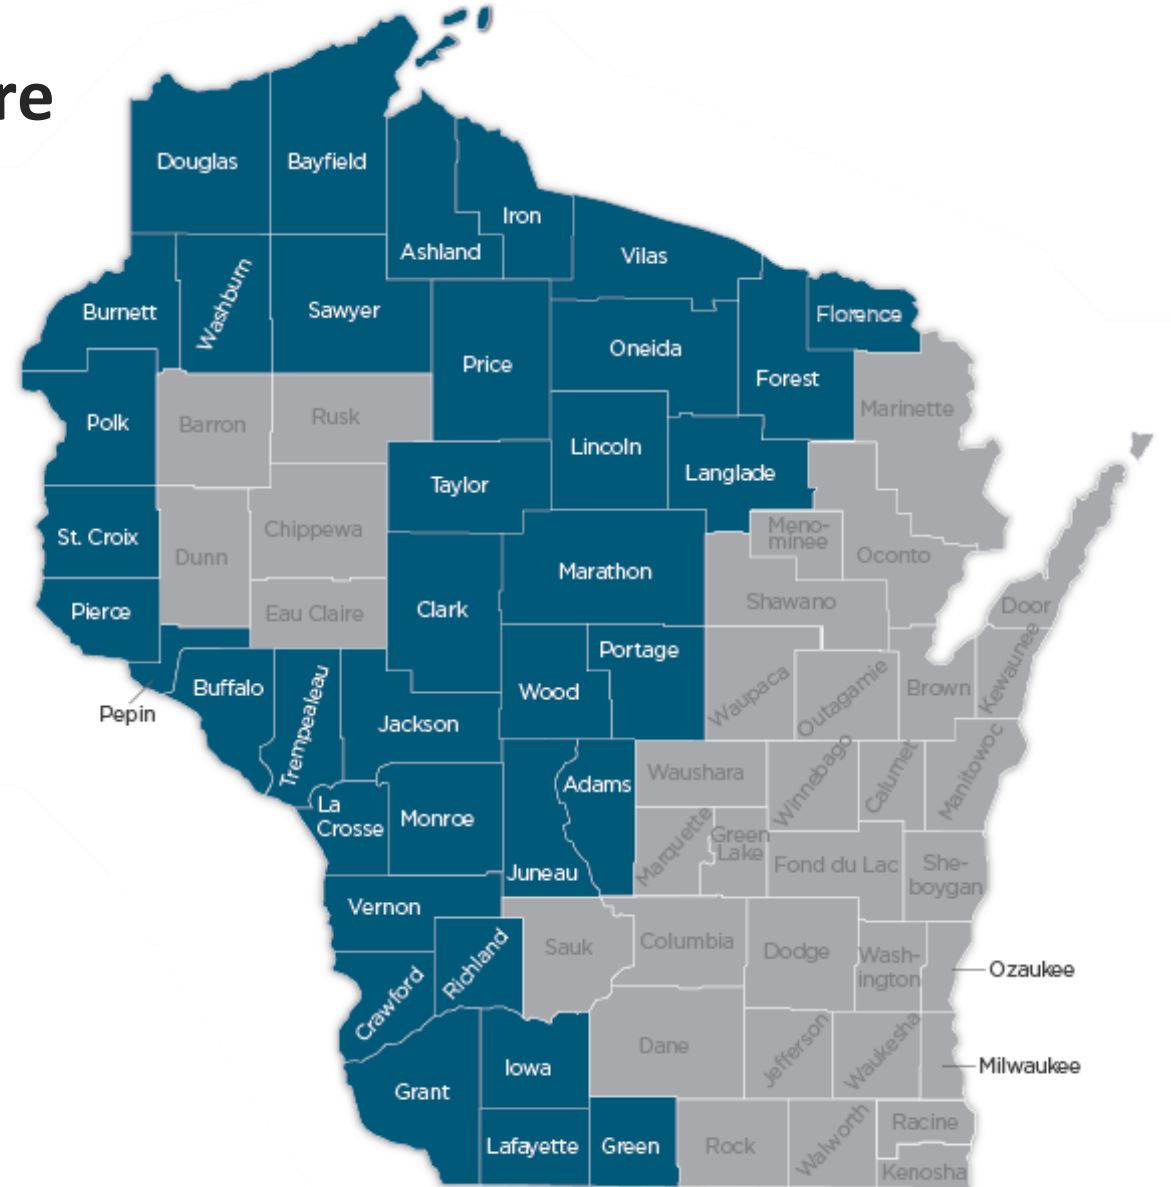 re
Douglas
Bayfield
Iron
Ashland
Vilas
Burnett
Washburn
Sawyer
Florence
Price
Oneida
Forest
Polk
Barron
Rusk
Marinette
Lincoln
Langlade
Taylor
St. Croix
Chippewa
Dunn
Meno-
minee
Oconto
Marathon
Pierce
Eau Claire
Clark
Shawano
Door
Portage
Kewaunee
Pepin
Buffalo
Trempealeau
Wood
Waupaca
Outagamie
Brown
Jackson
Adams
Waushara
Winnebago
Calumet
Manitowoc
La
Crosse
Monroe
Juneau
Marquette
Green
Lake
Fond du Lac
She-
boygan
Vernon
Richland
Sauk
Columbia
Dodge
Wash-
ington
Ozaukee
Crawford
Dane
Jefferson
Waukesha
Milwaukee
Iowa
Grant
Lafayette
Green
Rock
Walworth
Racine
Kenosha